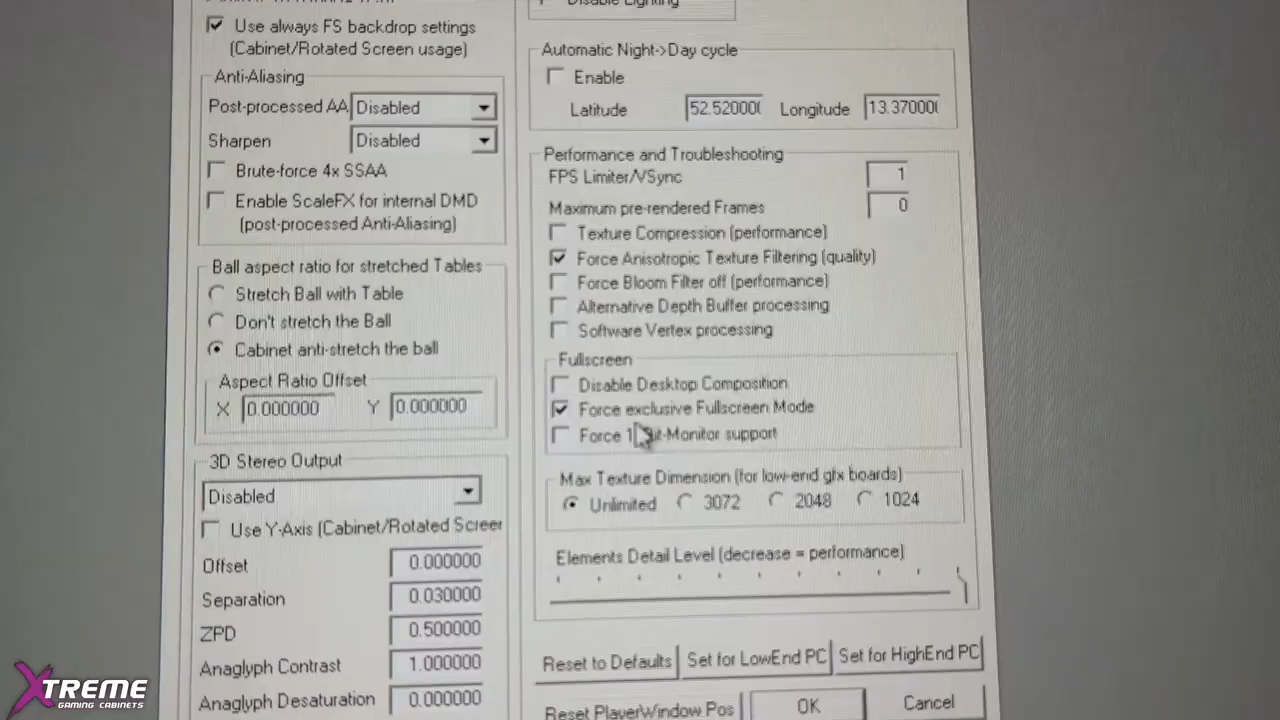 Use always FS backdrop settings
(Cabinet/Rotated Screen usage)
Anti-Aliasing
Post-processed AA Disabled
Sharpen Disabled
Brute-force 4x SSAA
Enable ScaleFX for internal DMD
(post-processed Anti-Aliasing)
Ball aspect ratio for stretched Tables
Stretch Ball with Table
Don't stretch the Ball
Cabinet anti-stretch the ball
Aspect Ratio Offset
X 0.000000 Y 0.000000
3D Stereo Output
Disabled
Use Y-Axis (Cabinet/Rotated Screen
Offset 0.000000
Separation 0.030000
ZPD 0.500000
Anaglyph Contrast 1.000000
Anaglyph Desaturation 0.000000
Disable Lighting
Automatic Night->Day cycle
Enable
Latitude 52.52000( Longitude 13.37000(
Performance and Troubleshooting
FPS Limiter/VSync 1
Maximum pre-rendered Frames 0
Texture Compression (performance)
Force Anisotropic Texture Filtering (quality)
Force Bloom Filter off (performance)
Alternative Depth Buffer processing
Software Vertex processing
Fullscreen
Disable Desktop Composition
Force exclusive Fullscreen Mode
Force Bit-Monitor support
Max Texture Dimension (for low-end gfx boards)
Unlimited 3072 2048 1024
Elements Detail Level (decrease = performance)
Reset to Defaults Set for LowEnd PC Set for HighEnd PC
Reset PlayerWindow Pos OK Cancel
XTREME
GAMING CABINETS